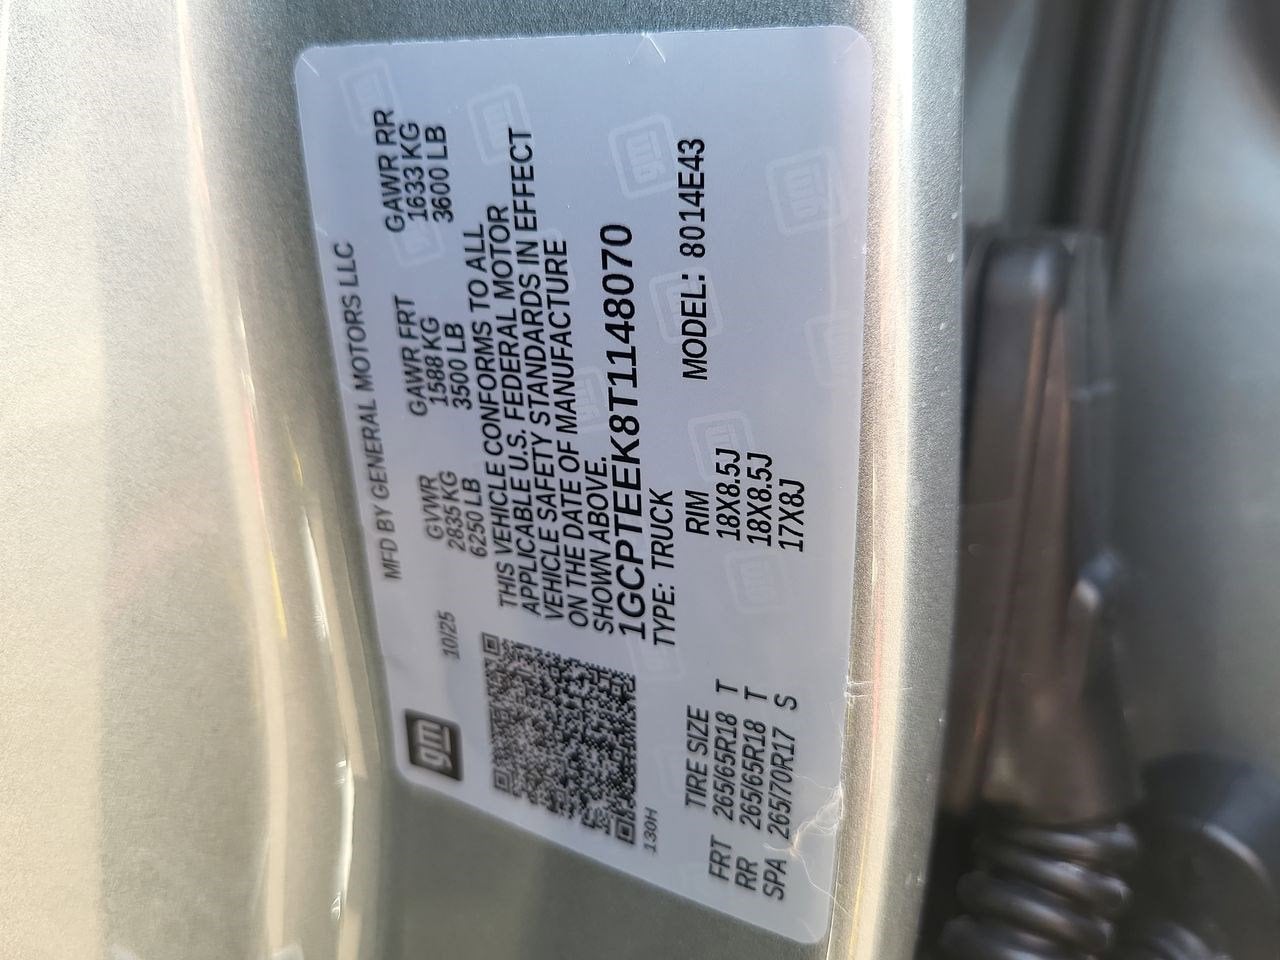 gm
MFD BY GENERAL MOTORS LLC
10/25
GVWR GAWR FRT GAWR RR
2835 KG 1588 KG 1633 KG
6250 LB 3500 LB 3600 LB
THIS VEHICLE CONFORMS TO ALL
APPLICABLE U.S. FEDERAL MOTOR
VEHICLE SAFETY STANDARDS IN EFFECT
ON THE DATE OF MANUFACTURE
SHOWN ABOVE.
1GCPTEEK8T1148070
TYPE: TRUCK MODEL: 8014E43
130H
TIRE SIZE RIM
FRT 265/65R18 T 18X8.5J
RR 265/65R18 T 18X8.5J
SPA 265/70R17 S 17X8J